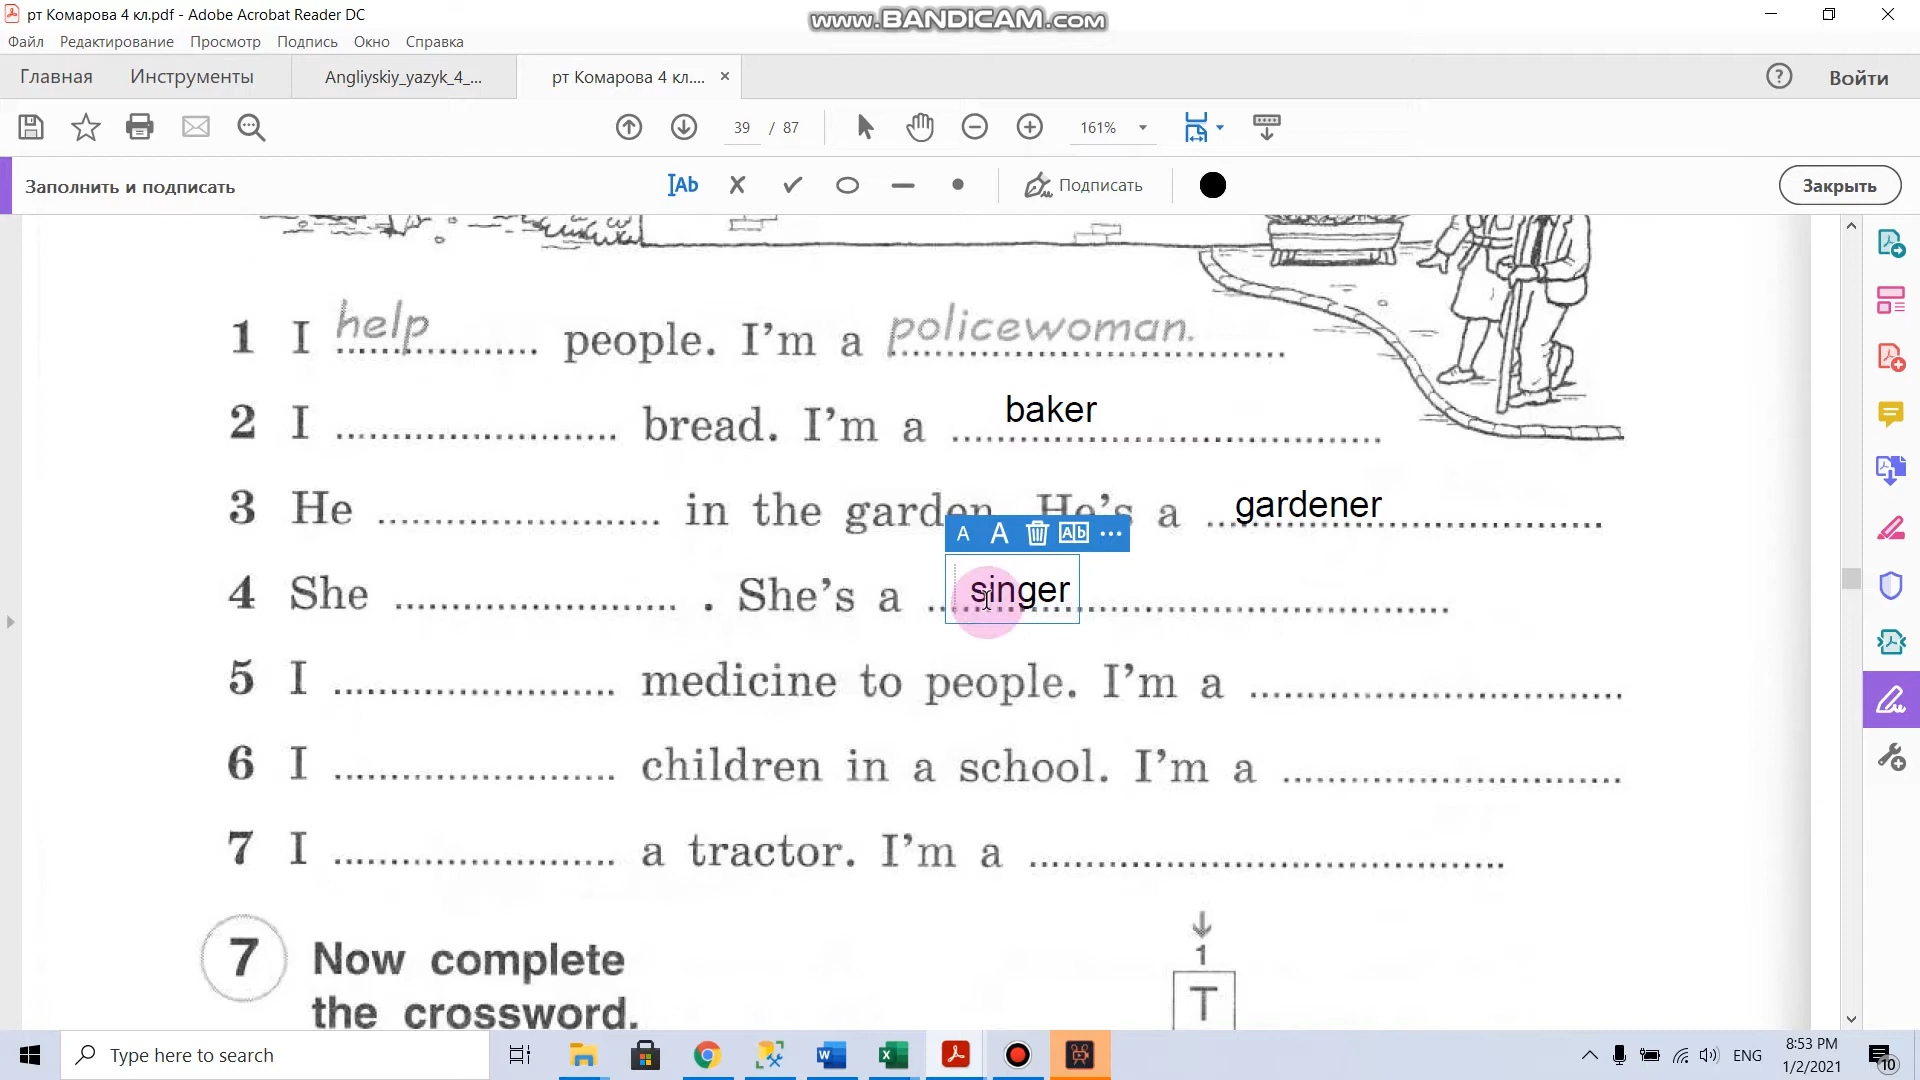 рт Комарова 4 кл.pdf - Adobe Acrobat Reader DC
www.BANDICAM.com
Файл Редактирование Просмотр Подпись Окно Справка
Главная Инструменты Angliyskiy_yazyk_4_... рт Комарова 4 кл.... × Войти
39 / 87 161%
Заполнить и подписать Ab Подписать Закрыть
1 I help people. I'm a policewoman.
2 I ........ bread. I'm a baker
3 He ........ in the garden. He's a gardener
A A Ab ...
4 She ........ . She's a singer
5 I ........ medicine to people. I'm a ........
6 I ........ children in a school. I'm a ........
7 I ........ a tractor. I'm a ........
7 Now complete
the crossword.
1
T
Type here to search
ENG
8:53 PM
1/2/2021
10